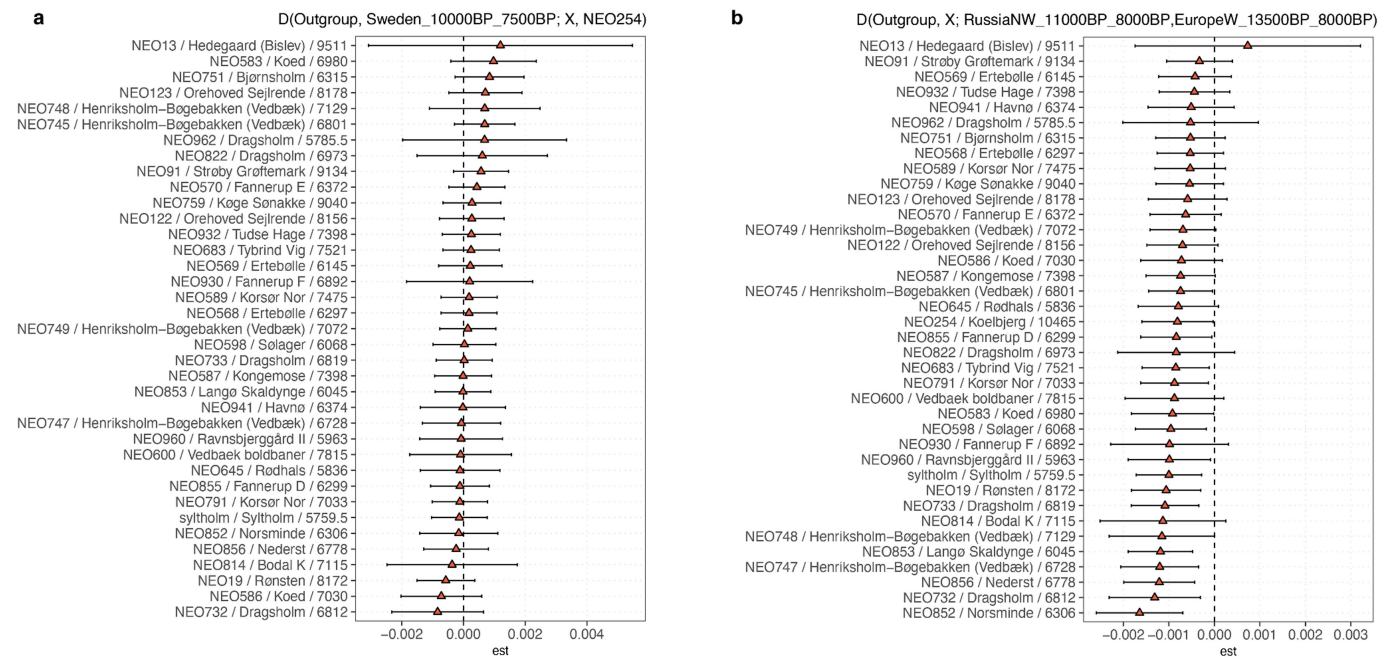 a
D(Outgroup, Sweden_10000BP_7500BP; X, NEO254)
NEO13 / Hedegaard (Bislev) / 9511
NEO583 / Koed / 6980
NEO751 / Bjørnsholm / 6315
NEO123 / Orehoved Sejlrende / 8178
NEO748 / Henriksholm−Bøgebakken (Vedbæk) / 7129
NEO745 / Henriksholm−Bøgebakken (Vedbæk) / 6801
NEO962 / Dragsholm / 5785.5
NEO822 / Dragsholm / 6973
NEO91 / Strøby Grøftemark / 9134
NEO570 / Fannerup E / 6372
NEO759 / Køge Sønakke / 9040
NEO122 / Orehoved Sejlrende / 8156
NEO932 / Tudse Hage / 7398
NEO683 / Tybrind Vig / 7521
NEO569 / Ertebølle / 6145
NEO930 / Fannerup F / 6892
NEO589 / Korsør Nor / 7475
NEO568 / Ertebølle / 6297
NEO749 / Henriksholm−Bøgebakken (Vedbæk) / 7072
NEO598 / Sølager / 6068
NEO733 / Dragsholm / 6819
NEO587 / Kongemose / 7398
NEO853 / Langø Skaldynge / 6045
NEO941 / Havnø / 6374
NEO747 / Henriksholm−Bøgebakken (Vedbæk) / 6728
NEO960 / Ravnsbjerggård II / 5963
NEO600 / Vedbaek boldbaner / 7815
NEO645 / Rødhals / 5836
NEO855 / Fannerup D / 6299
NEO791 / Korsør Nor / 7033
syltholm / Syltholm / 5759.5
NEO852 / Norsminde / 6306
NEO856 / Nederst / 6778
NEO814 / Bodal K / 7115
NEO19 / Rønsten / 8172
NEO586 / Koed / 7030
NEO732 / Dragsholm / 6812
−0.002 0.000 0.002 0.004
est
b
D(Outgroup, X; RussiaNW_11000BP_8000BP,EuropeW_13500BP_8000BP)
NEO13 / Hedegaard (Bislev) / 9511
NEO91 / Strøby Grøftemark / 9134
NEO569 / Ertebølle / 6145
NEO932 / Tudse Hage / 7398
NEO941 / Havnø / 6374
NEO962 / Dragsholm / 5785.5
NEO751 / Bjørnsholm / 6315
NEO568 / Ertebølle / 6297
NEO589 / Korsør Nor / 7475
NEO759 / Køge Sønakke / 9040
NEO123 / Orehoved Sejlrende / 8178
NEO570 / Fannerup E / 6372
NEO749 / Henriksholm−Bøgebakken (Vedbæk) / 7072
NEO122 / Orehoved Sejlrende / 8156
NEO586 / Koed / 7030
NEO587 / Kongemose / 7398
NEO745 / Henriksholm−Bøgebakken (Vedbæk) / 6801
NEO645 / Rødhals / 5836
NEO254 / Koelbjerg / 10465
NEO855 / Fannerup D / 6299
NEO822 / Dragsholm / 6973
NEO683 / Tybrind Vig / 7521
NEO791 / Korsør Nor / 7033
NEO600 / Vedbaek boldbaner / 7815
NEO583 / Koed / 6980
NEO598 / Sølager / 6068
NEO930 / Fannerup F / 6892
NEO960 / Ravnsbjerggård II / 5963
syltholm / Syltholm / 5759.5
NEO19 / Rønsten / 8172
NEO733 / Dragsholm / 6819
NEO814 / Bodal K / 7115
NEO748 / Henriksholm−Bøgebakken (Vedbæk) / 7129
NEO853 / Langø Skaldynge / 6045
NEO747 / Henriksholm−Bøgebakken (Vedbæk) / 6728
NEO856 / Nederst / 6778
NEO732 / Dragsholm / 6812
NEO852 / Norsminde / 6306
−0.002 −0.001 0.000 0.001 0.002 0.003
est